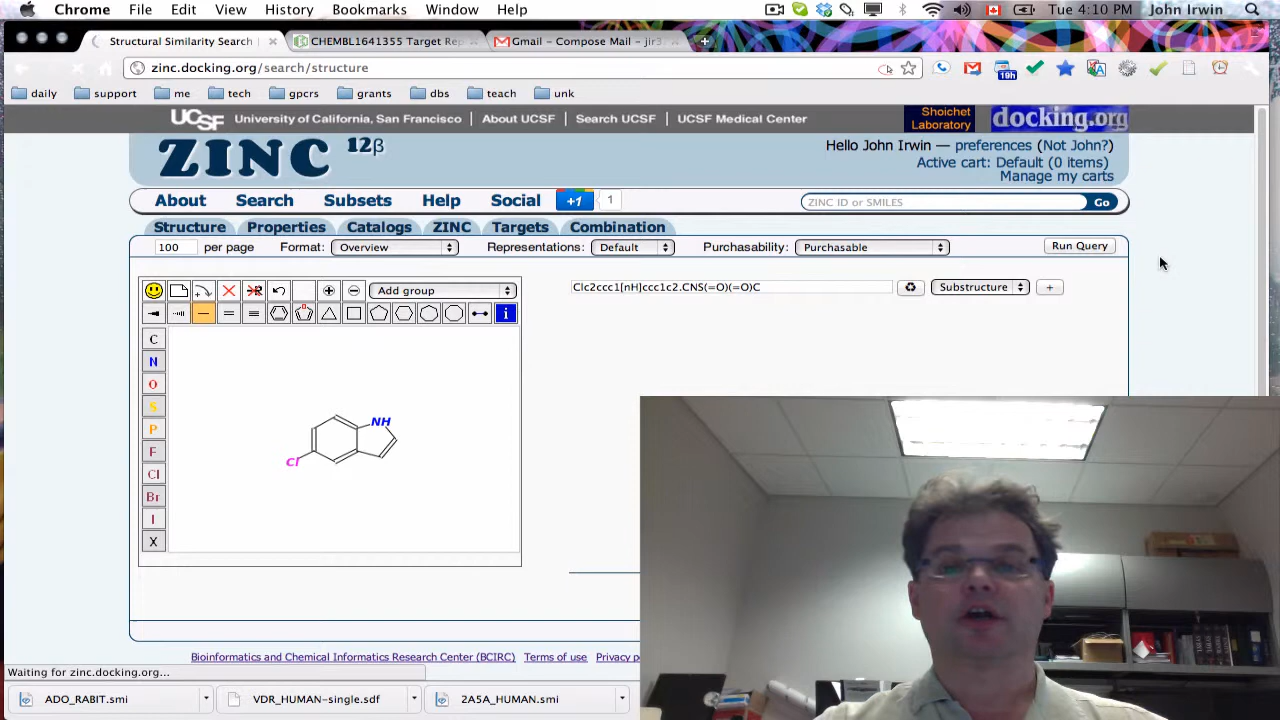 Chrome File Edit View History Bookmarks Window Help Tue 4:10 PM John Irwin
Structural Similarity Search CHEMBL1641355 Target Rep Gmail - Compose Mail - jir3
zinc.docking.org/search/structure 19h
daily support me tech gpcrs grants dbs teach unk
UCSF University of California, San Francisco About UCSF Search UCSF UCSF Medical Center Shoichet Laboratory docking.org
ZINC 12β
Hello John Irwin — preferences (Not John?)
Active cart: Default (0 items)
Manage my carts
About Search Subsets Help Social +1 1 ZINC ID or SMILES Go
Structure Properties Catalogs ZINC Targets Combination
100 per page Format: Overview Representations: Default Purchasability: Purchasable Run Query
Add group
Clc2ccc1[nH]ccc1c2.CNS(=O)(=O)C Substructure +
i
C
N
O
S
P
F
Cl
Br
I
X
NH
Cl
Bioinformatics and Chemical Informatics Research Center (BCIRC) Terms of use Privacy p
Waiting for zinc.docking.org...
ADO_RABIT.smi VDR_HUMAN-single.sdf 2A5A_HUMAN.smi